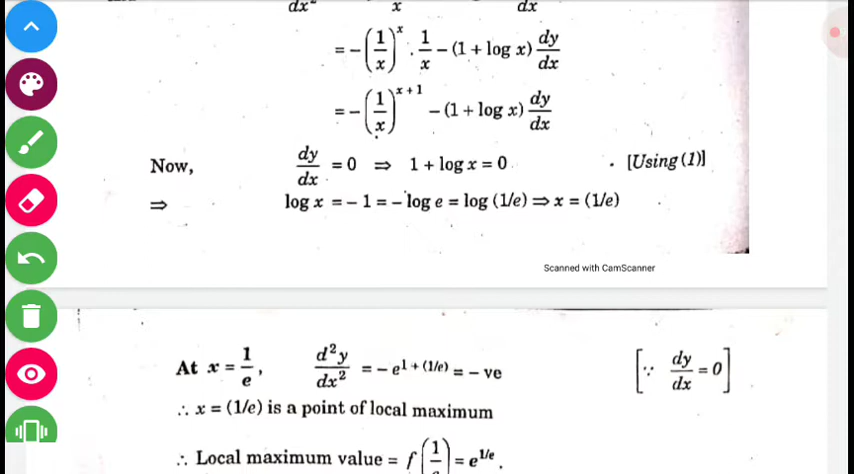 dx² x dx
= −(1/x)^x · 1/x − (1 + log x) dy/dx
= −(1/x)^(x+1) − (1 + log x) dy/dx
Now, dy/dx = 0 ⇒ 1 + log x = 0. · [Using (1)]
⇒ log x = − 1 = − log e = log (1/e) ⇒ x = (1/e)
Scanned with CamScanner
At x = 1/e, d²y/dx² = − e^(1 + (1/e)) = − ve [∵ dy/dx = 0]
∴ x = (1/e) is a point of local maximum
∴ Local maximum value = f(1/e) = e^(1/e).